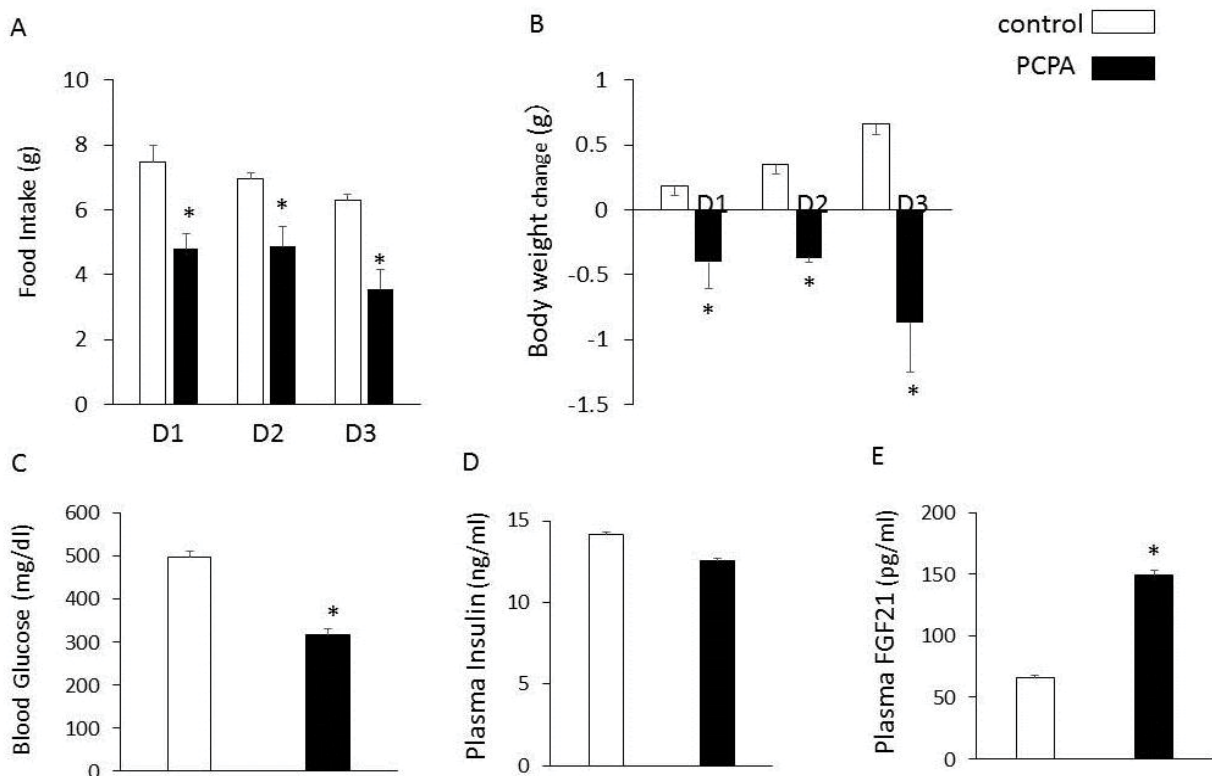 A
B
control
PCPA
Food Intake (g)
10
8
6
4
2
0
*
*
*
D1
D2
D3
Body weight change (g)
1
0.5
0
-0.5
-1
-1.5
D1
D2
D3
*
*
*
C
D
E
Blood Glucose (mg/dl)
600
500
400
300
200
100
0
*
Plasma Insulin (ng/ml)
15
10
5
0
Plasma FGF21 (pg/ml)
200
150
100
50
0
*